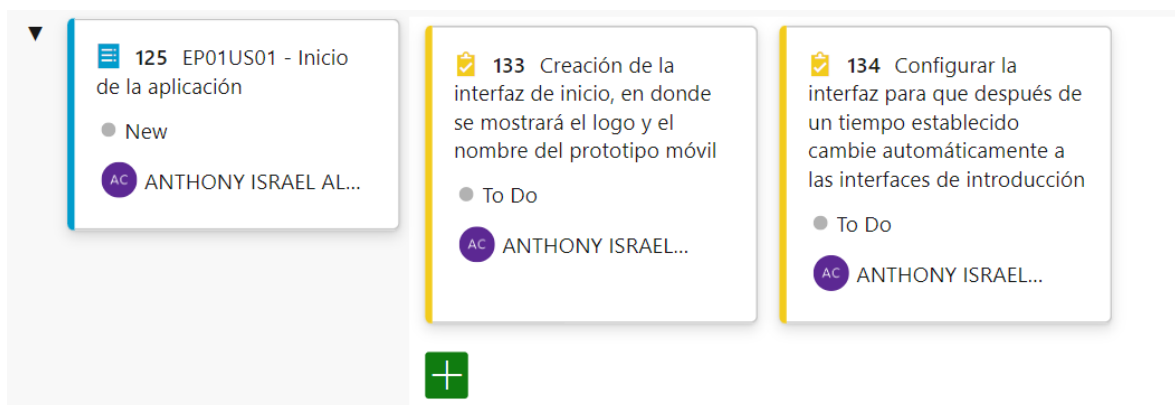 125 EP01US01 - Inicio
de la aplicación
New
AC ANTHONY ISRAEL AL...
133 Creación de la
interfaz de inicio, en donde
se mostrará el logo y el
nombre del prototipo móvil
To Do
AC ANTHONY ISRAEL...
134 Configurar la
interfaz para que después de
un tiempo establecido
cambie automáticamente a
las interfaces de introducción
To Do
AC ANTHONY ISRAEL...